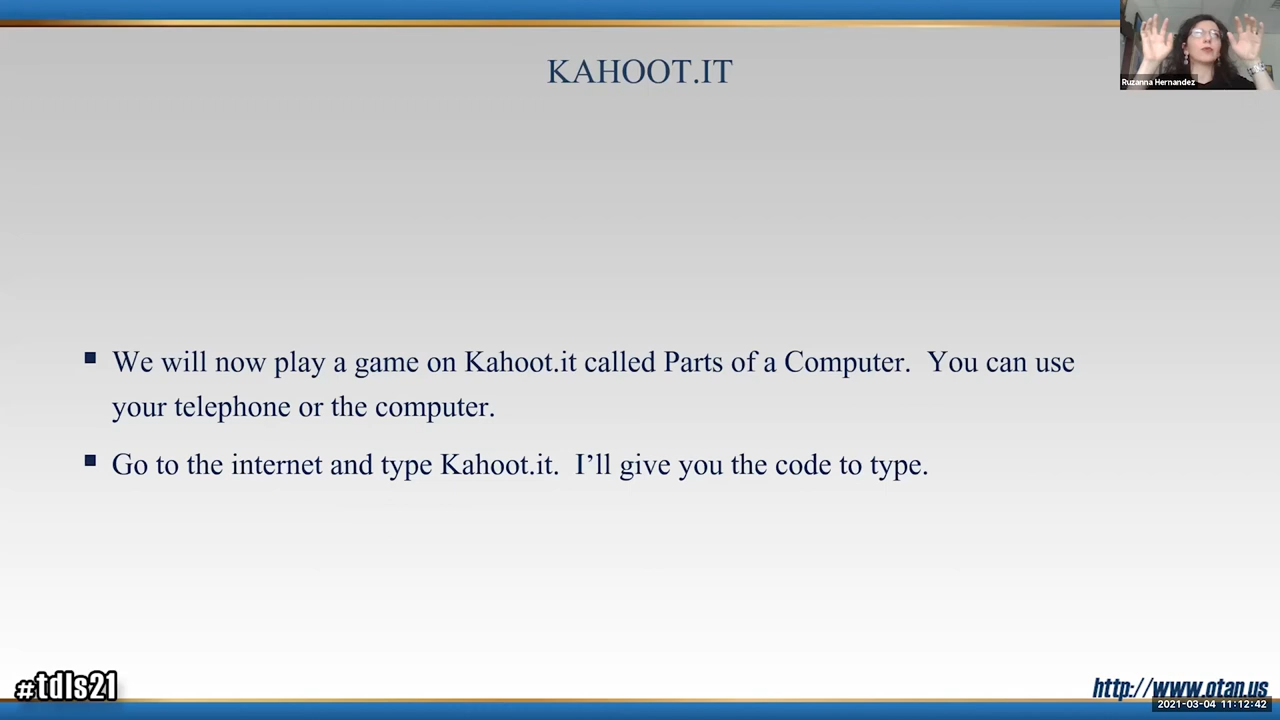 Ruzanna Hernandez
KAHOOT.IT
▪ We will now play a game on Kahoot.it called Parts of a Computer.  You can use
your telephone or the computer.
▪ Go to the internet and type Kahoot.it.  I’ll give you the code to type.
#tdls21
http://www.otan.us
2021-03-04 11:12:42